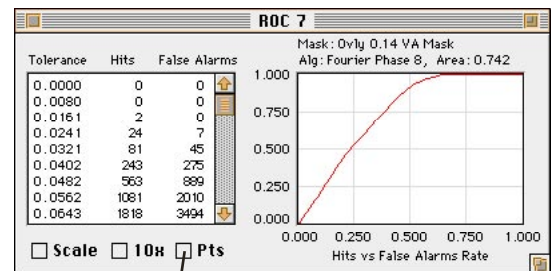 ROC 7
Tolerance Hits False Alarms
0.0000 0 0
0.0080 0 0
0.0161 2 0
0.0241 24 7
0.0321 81 45
0.0402 243 275
0.0482 563 889
0.0562 1081 2010
0.0643 1818 3494
Mask: Ovly 0.14 VA Mask
Alg: Fourier Phase 8, Area: 0.742
1.000
0.750
0.500
0.250
0.000
0.000 0.250 0.500 0.750 1.000
Hits vs False Alarms Rate
Scale 10x Pts